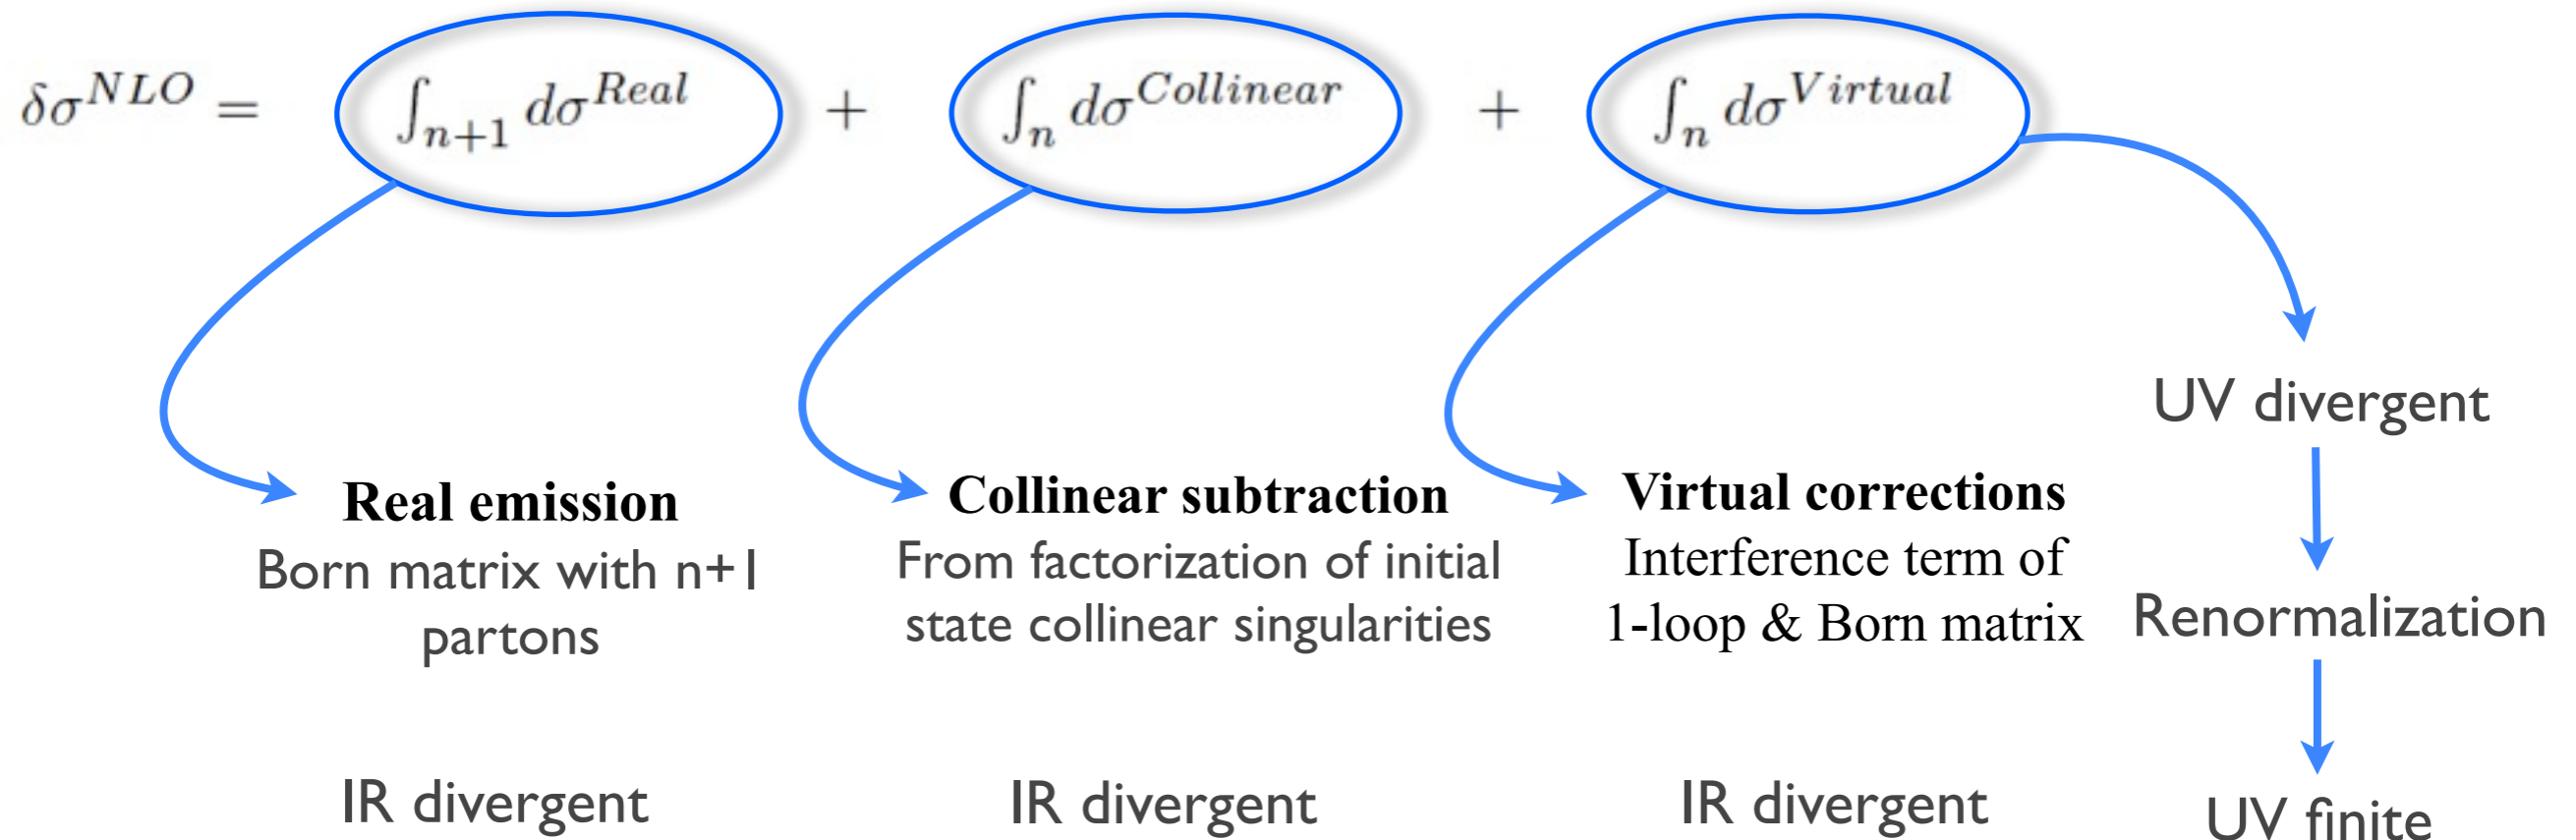 δσ^{NLO} = ∫_{n+1} dσ^{Real} + ∫_n dσ^{Collinear} + ∫_n dσ^{Virtual}
UV divergent
Real emission
Born matrix with n+1
partons
Collinear subtraction
From factorization of initial
state collinear singularities
Virtual corrections
Interference term of
1-loop & Born matrix
Renormalization
IR divergent
IR divergent
IR divergent
UV finite